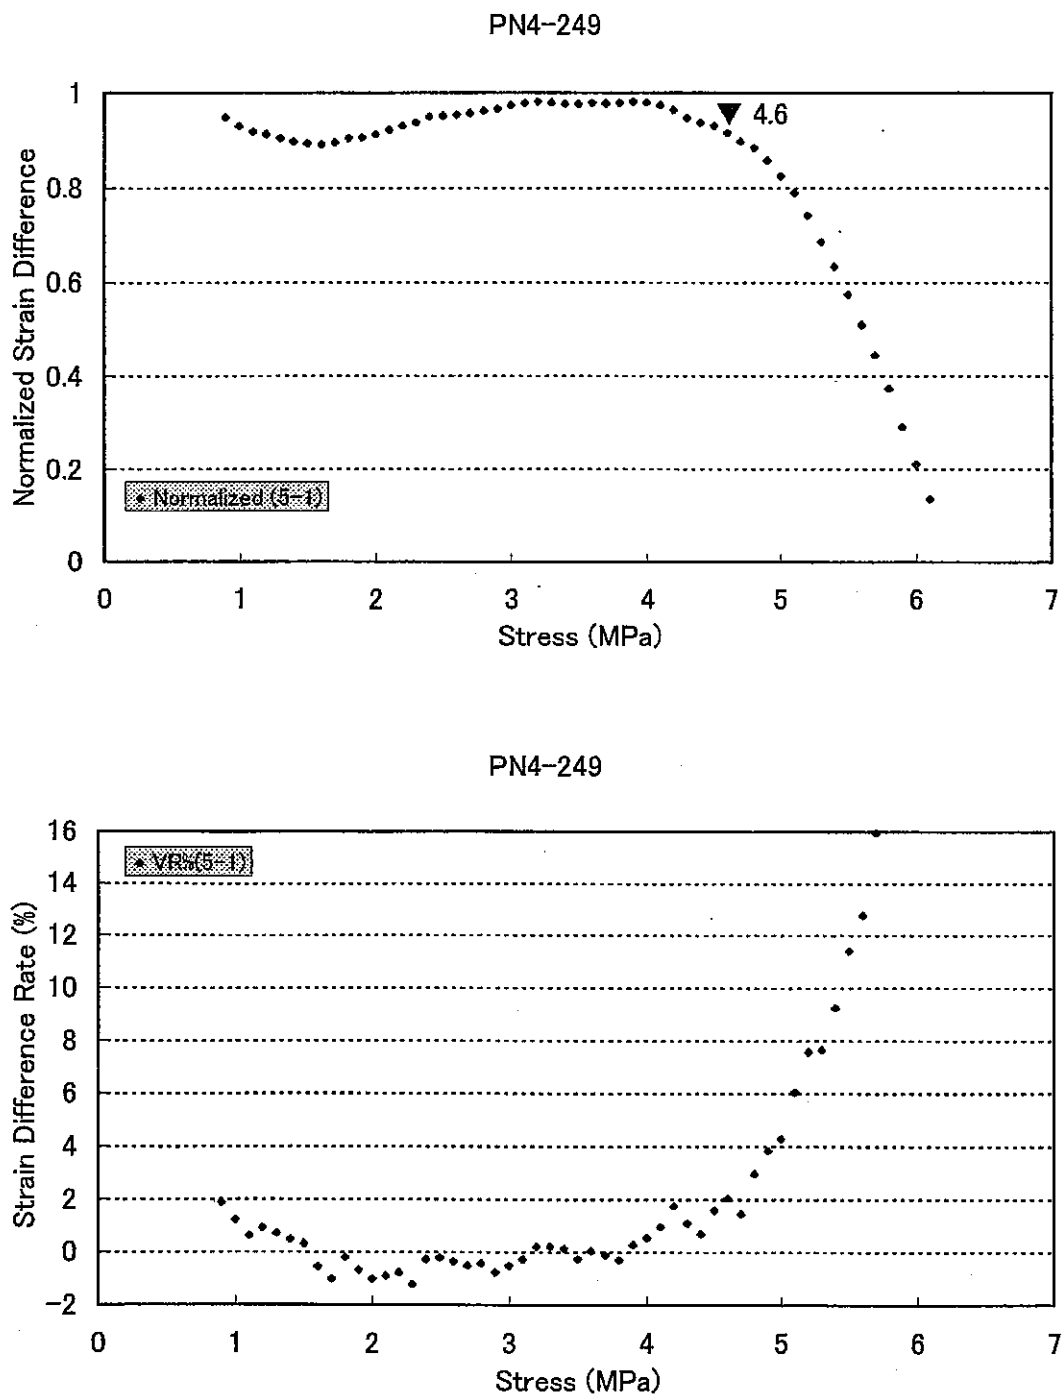 PN4-249
1
0.8
0.6
0.4
0.2
0
Normalized Strain Difference
▼ 4.6
♦ Normalized (5-1)
0 1 2 3 4 5 6 7
Stress (MPa)
PN4-249
16
14
12
10
8
6
4
2
0
-2
Strain Difference Rate (%)
♦ VR%(5-1)
0 1 2 3 4 5 6 7
Stress (MPa)